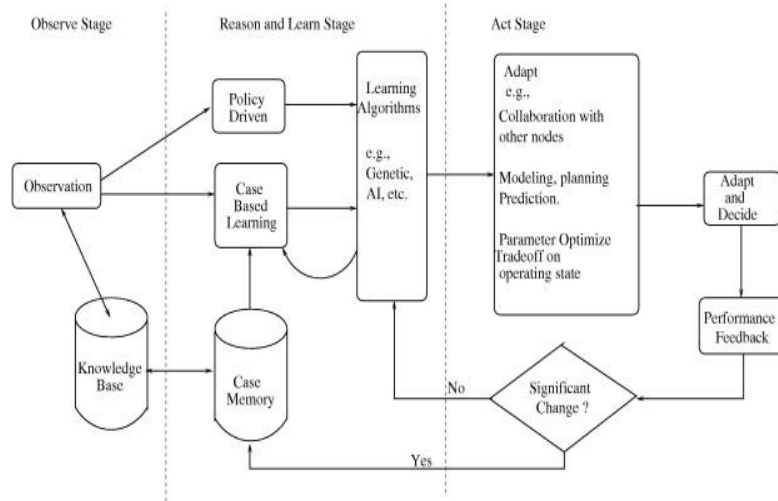 Observe Stage
Reason and Learn Stage
Act Stage
Policy
Driven
Learning
Algorithms
e.g.,
Genetic,
AI, etc.
Adapt
e.g.,
Collaboration with
other nodes
Modeling, planning
Prediction.
Parameter Optimize
Tradeoff on
operating state
Observation
Case
Based
Learning
Adapt
and
Decide
Performance
Feedback
Knowledge
Base
Case
Memory
No
Significant
Change ?
Yes